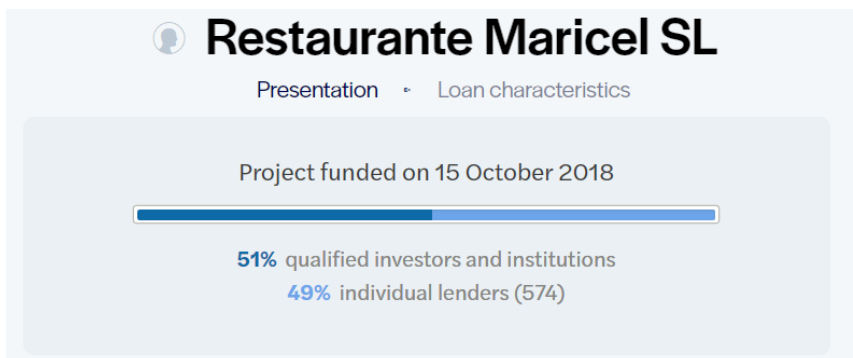 Restaurante Maricel SL
Presentation Loan characteristics
Project funded on 15 October 2018
51% qualified investors and institutions
49% individual lenders (574)